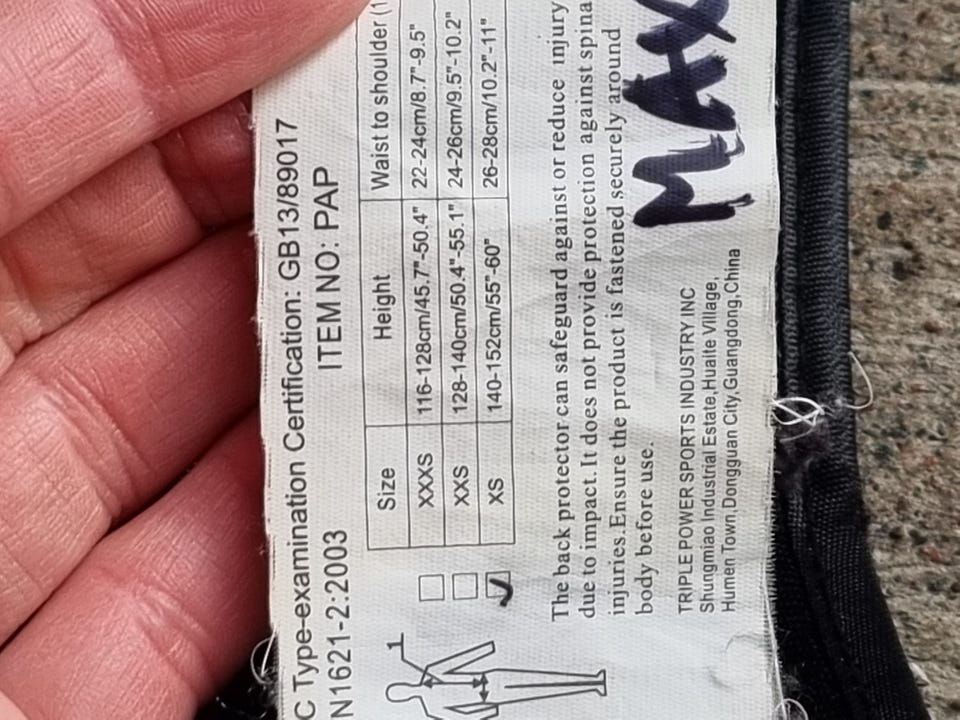 C Type-examination Certification: GB13/89017
N1621-2:2003 ITEM NO: PAP
Size Height Waist to shoulder (1
XXXS 116-128cm/45.7"-50.4" 22-24cm/8.7"-9.5"
XXS 128-140cm/50.4"-55.1" 24-26cm/9.5"-10.2"
XS 140-152cm/55"-60" 26-28cm/10.2"-11"
1
The back protector can safeguard against or reduce injury
due to impact.It does not provide protection against spina
injuries.Ensure the product is fastened securely around
body before use.
MAX
TRIPLE POWER SPORTS INDUSTRY INC
Shungmiao Industrial Estate,Huaite Village,
Humen Town,Dongguan City,Guangdong,China